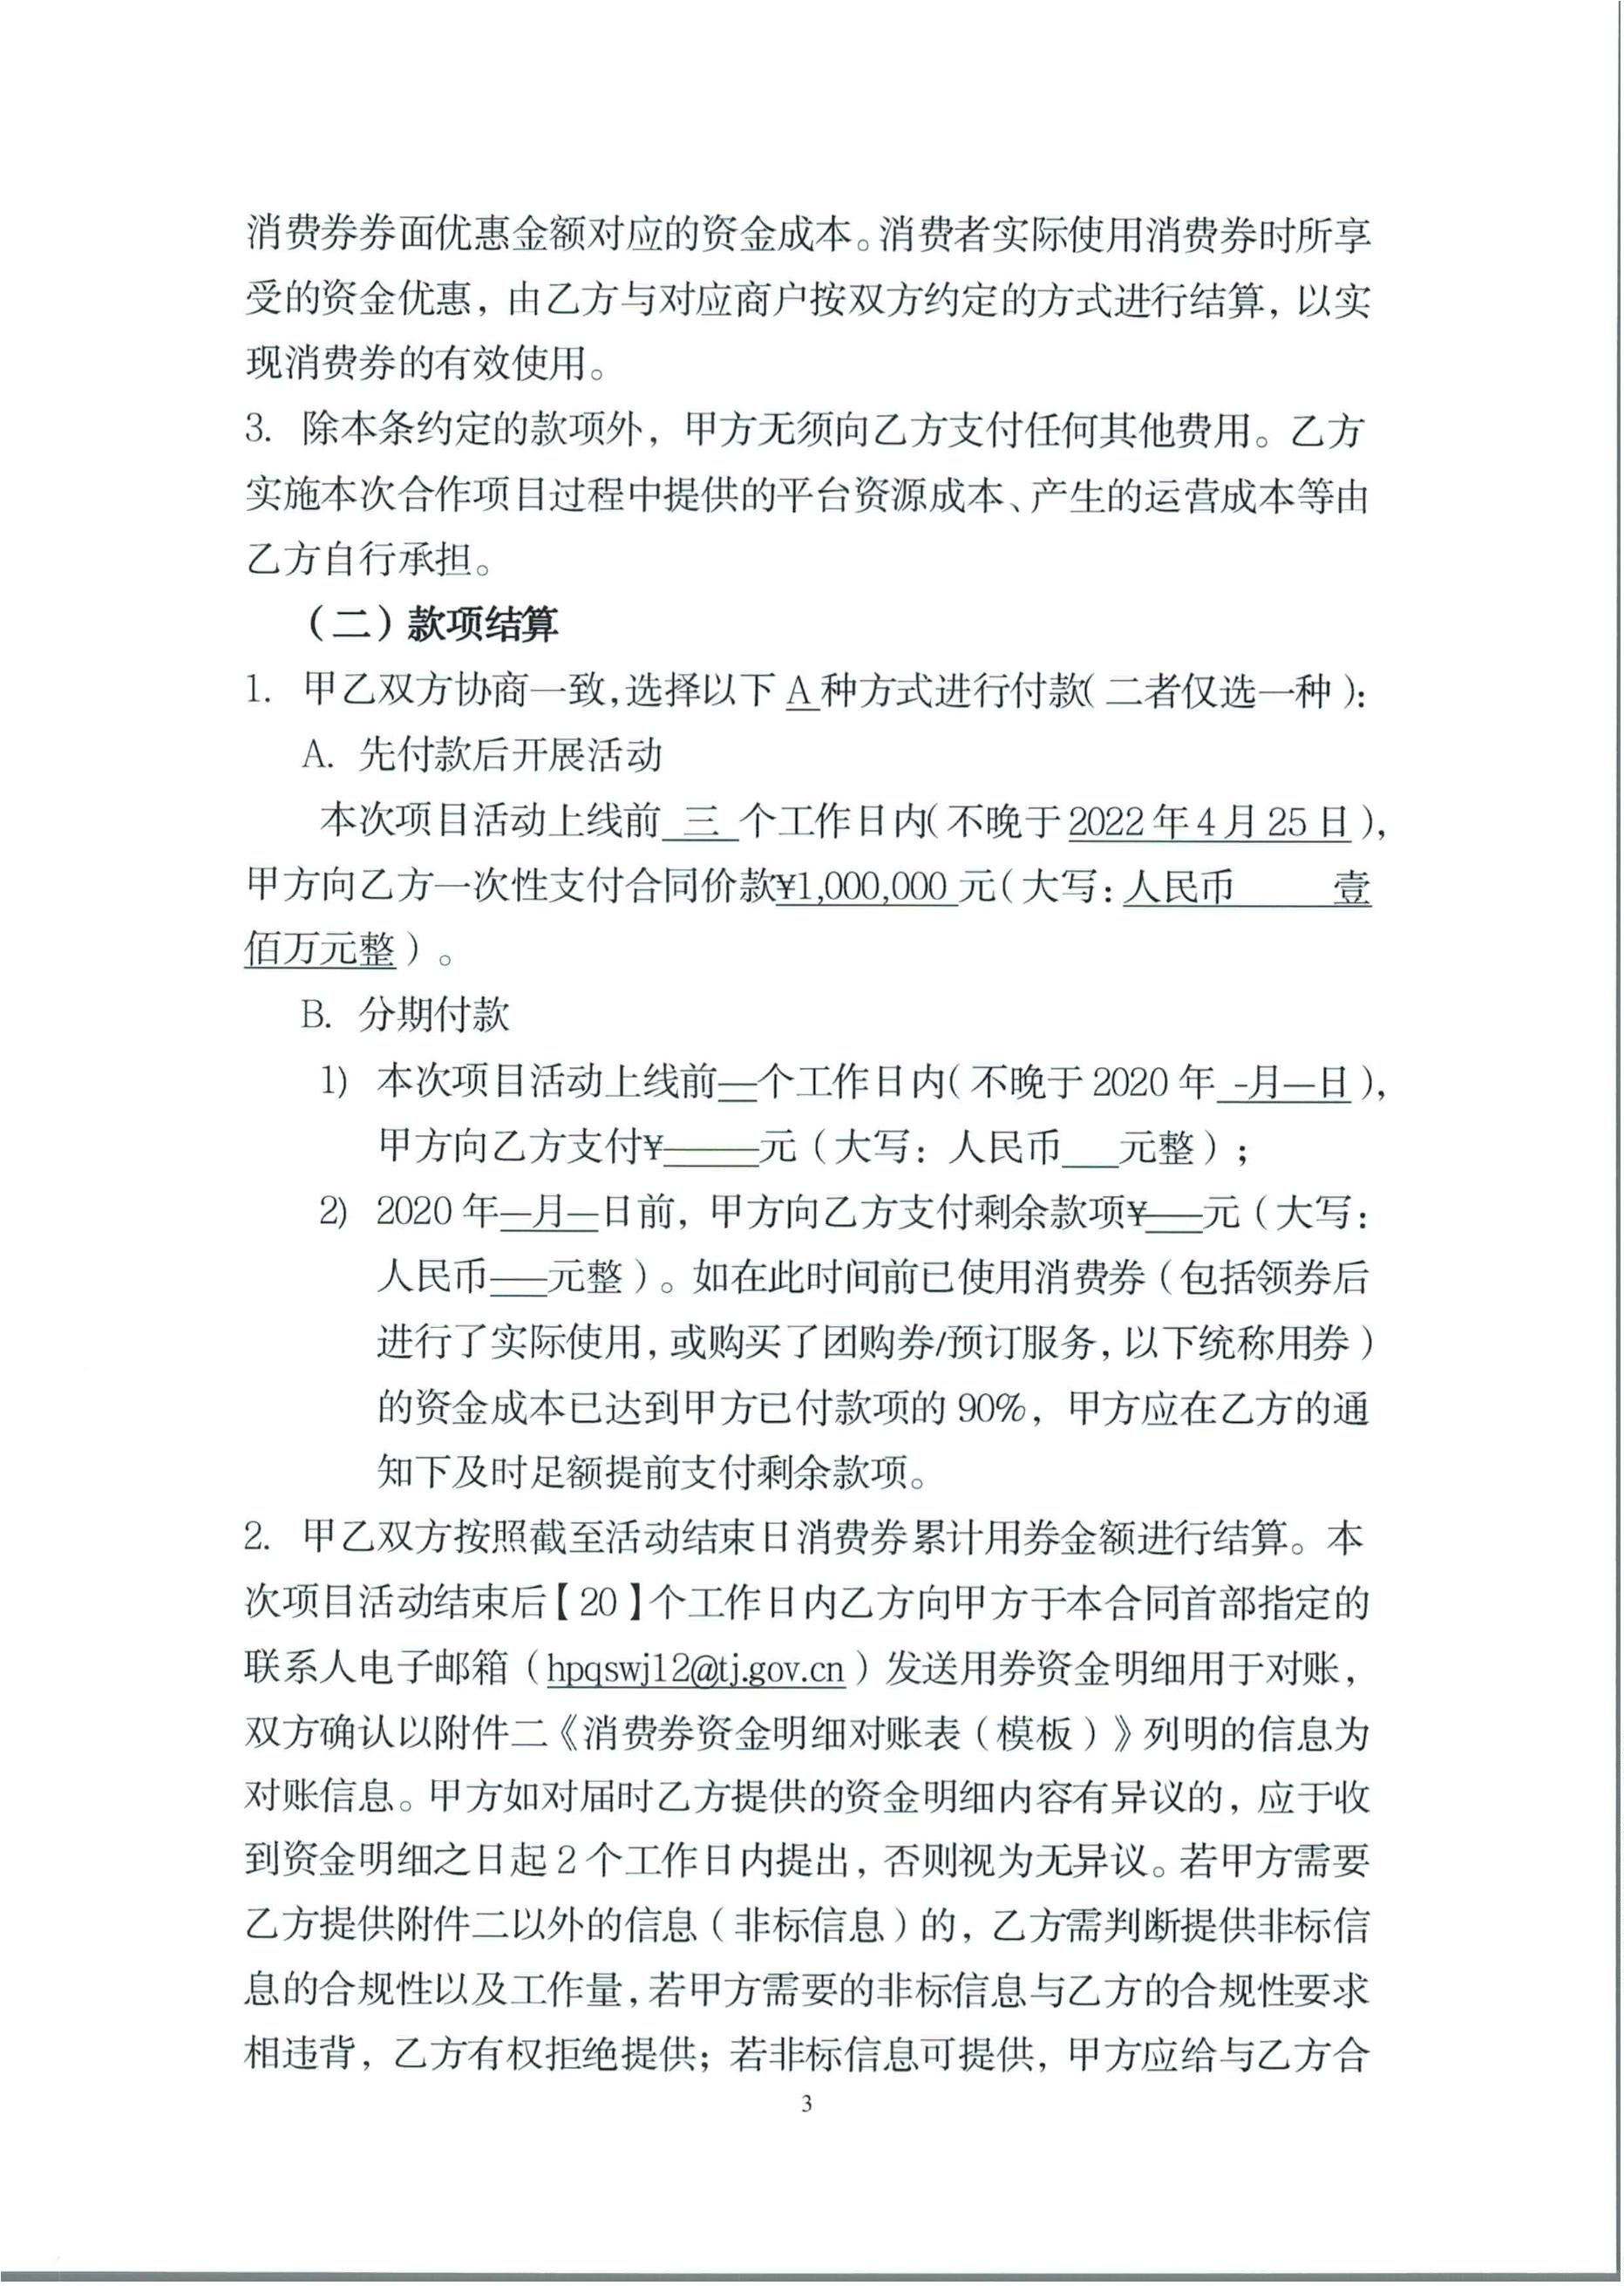 消费券券面优惠金额对应的资金成本。消费者实际使用消费券时所享
受的资金优惠，由乙方与对应商户按双方约定的方式进行结算，以实
现消费券的有效使用。
3. 除本条约定的款项外，甲方无须向乙方支付任何其他费用。乙方
实施本次合作项目过程中提供的平台资源成本、产生的运营成本等由
乙方自行承担。
（二）款项结算
1. 甲乙双方协商一致，选择以下 A 种方式进行付款（二者仅选一种）：
A. 先付款后开展活动
本次项目活动上线前 三 个工作日内（不晚于 2022 年 4 月 25 日），
甲方向乙方一次性支付合同价款¥1,000,000 元（大写：人民币 壹
佰万元整）。
B. 分期付款
1) 本次项目活动上线前—个工作日内（不晚于 2020 年 -月—日），
甲方向乙方支付¥——元（大写：人民币___元整）；
2) 2020 年—月—日前，甲方向乙方支付剩余款项¥——元（大写：
人民币——元整）。如在此时间前已使用消费券（包括领券后
进行了实际使用，或购买了团购券/预订服务，以下统称用券）
的资金成本已达到甲方已付款项的 90%，甲方应在乙方的通
知下及时足额提前支付剩余款项。
2. 甲乙双方按照截至活动结束日消费券累计用券金额进行结算。本
次项目活动结束后【20】个工作日内乙方向甲方于本合同首部指定的
联系人电子邮箱（hpqswj12@tj.gov.cn）发送用券资金明细用于对账，
双方确认以附件二《消费券资金明细对账表（模板）》列明的信息为
对账信息。甲方如对届时乙方提供的资金明细内容有异议的，应于收
到资金明细之日起 2 个工作日内提出，否则视为无异议。若甲方需要
乙方提供附件二以外的信息（非标信息）的，乙方需判断提供非标信
息的合规性以及工作量，若甲方需要的非标信息与乙方的合规性要求
相违背，乙方有权拒绝提供；若非标信息可提供，甲方应给与乙方合
3